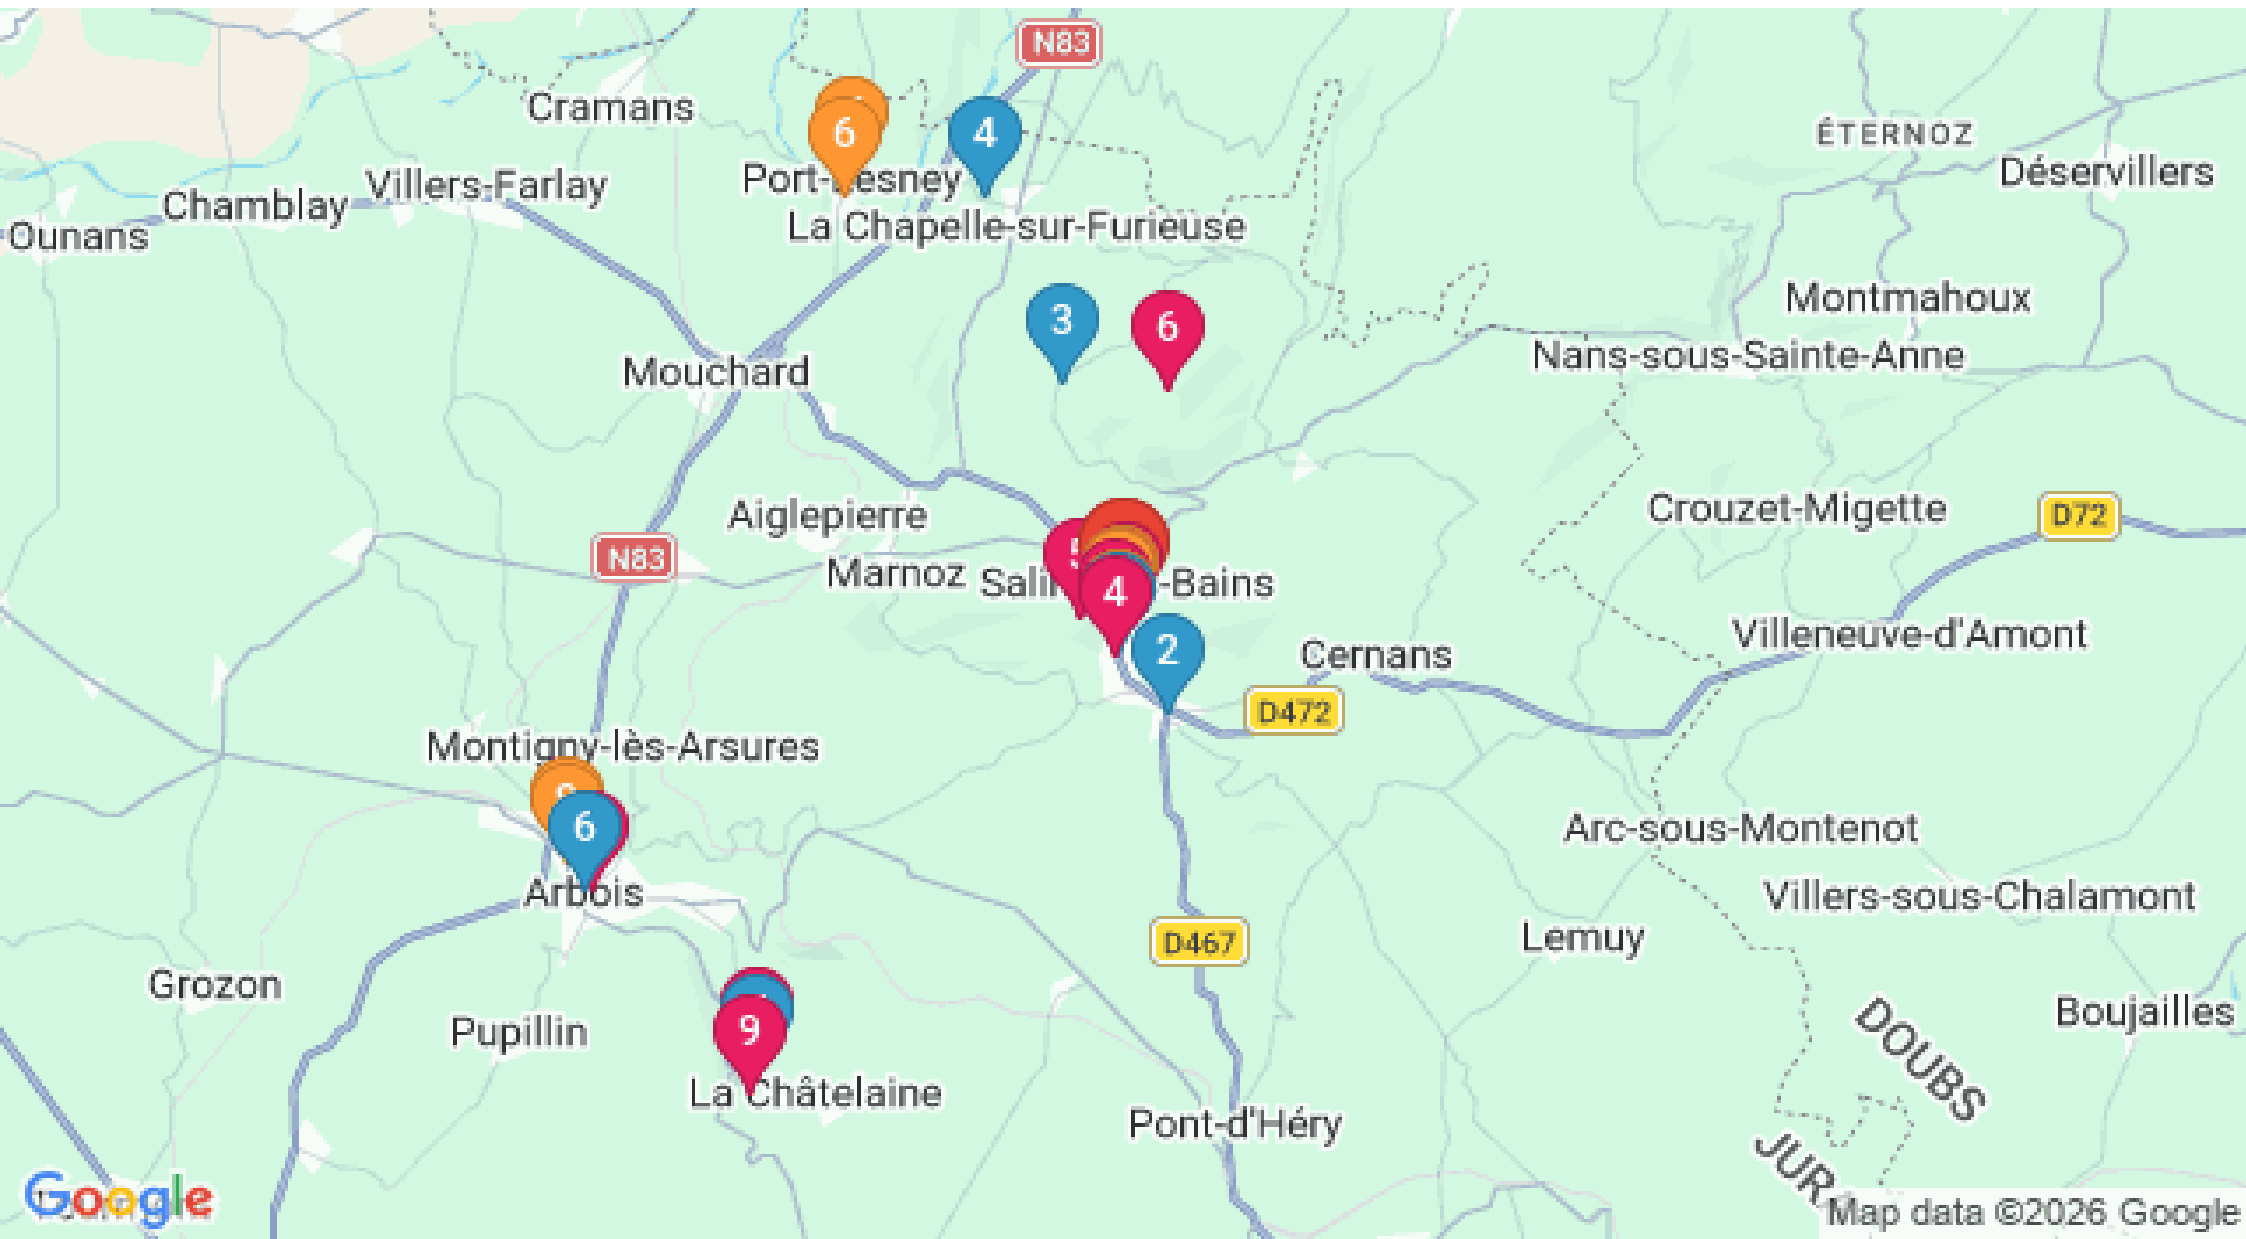 N83
Cramans
6
4
ÉTERNOZ
Déservillers
Villers-Farlay
Port-Lesney
Chamblay
La Chapelle-sur-Furieuse
Ounans
3
6
Montmahoux
Nans-sous-Sainte-Anne
Mouchard
Aiglepierre
Crouzet-Migette
D72
N83
5
Marnoz
4
-Bains
Villeneuve-d'Amont
2
Cernans
D472
Montigny-lès-Arsures
6
Arc-sous-Montenot
Arbois
Villers-sous-Chalamont
Lemuy
D467
Grozon
Pupillin
9
Boujailles
DOUBS
La Châtelaine
Pont-d'Héry
JUR
Google
Map data ©2026 Google